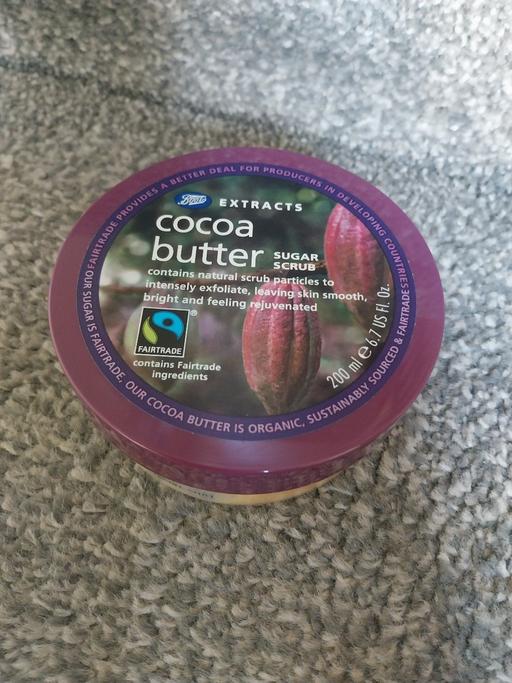 FAIRTRADE PROVIDES A BETTER DEAL FOR PRODUCERS IN DEVELOPING COUNTRIES
Boots EXTRACTS
cocoa
butter SUGAR
SCRUB
contains natural scrub particles to
intensely exfoliate, leaving skin smooth,
bright and feeling rejuvenated
FAIRTRADE ®
contains Fairtrade
ingredients
200 ml e 6.7 US Fl. Oz.
OUR SUGAR IS FAIRTRADE. OUR COCOA BUTTER IS ORGANIC, SUSTAINABLY SOURCED & FAIRTRADE